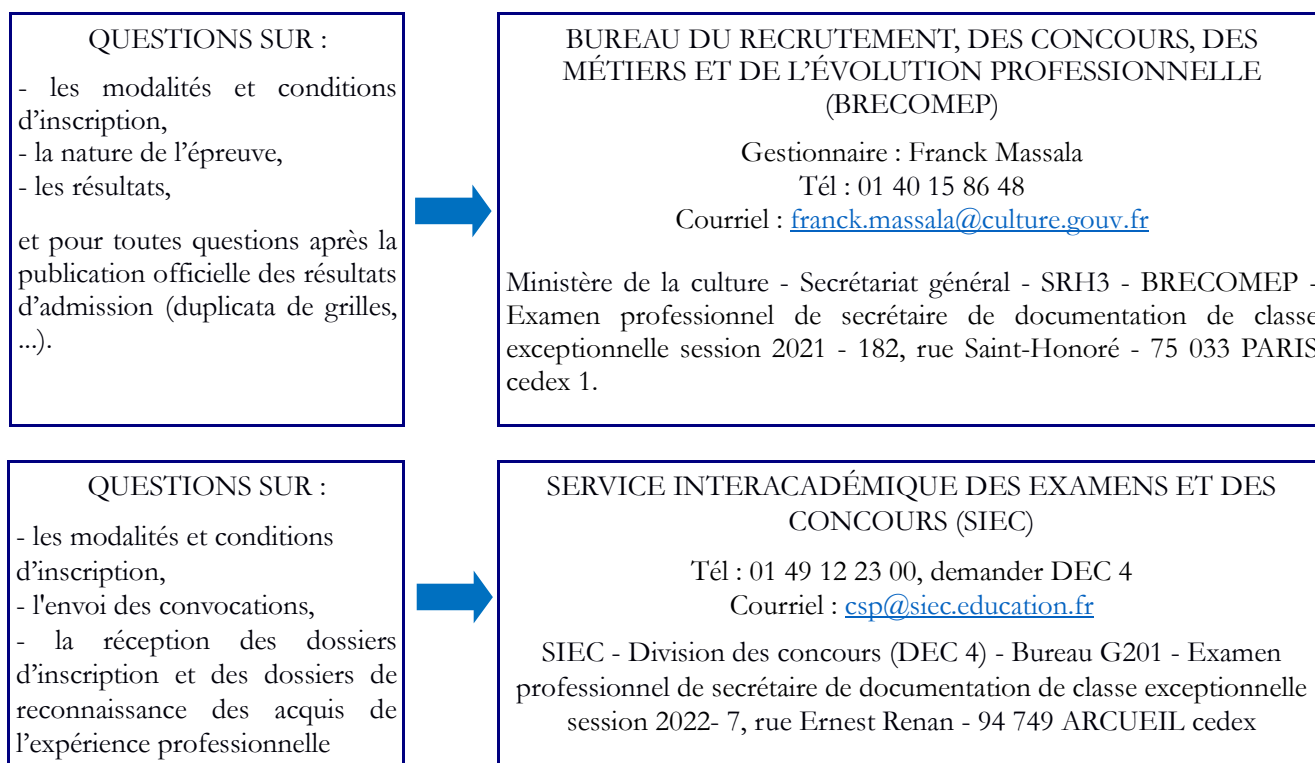 QUESTIONS SUR :
- les modalités et conditions
d’inscription,
- la nature de l’épreuve,
- les résultats,
et pour toutes questions après la
publication officielle des résultats
d’admission (duplicata de grilles,
...).
BUREAU DU RECRUTEMENT, DES CONCOURS, DES
MÉTIERS ET DE L’ÉVOLUTION PROFESSIONNELLE
(BRECOMEP)
Gestionnaire : Franck Massala
Tél : 01 40 15 86 48
Courriel : franck.massala@culture.gouv.fr
Ministère de la culture - Secrétariat général - SRH3 - BRECOMEP -
Examen professionnel de secrétaire de documentation de classe
exceptionnelle session 2021 - 182, rue Saint-Honoré - 75 033 PARIS
cedex 1.
QUESTIONS SUR :
- les modalités et conditions
d’inscription,
- l'envoi des convocations,
- la réception des dossiers
d’inscription et des dossiers de
reconnaissance des acquis de
l’expérience professionnelle
SERVICE INTERACADÉMIQUE DES EXAMENS ET DES
CONCOURS (SIEC)
Tél : 01 49 12 23 00, demander DEC 4
Courriel : csp@siec.education.fr
SIEC - Division des concours (DEC 4) - Bureau G201 - Examen
professionnel de secrétaire de documentation de classe exceptionnelle
session 2022- 7, rue Ernest Renan - 94 749 ARCUEIL cedex